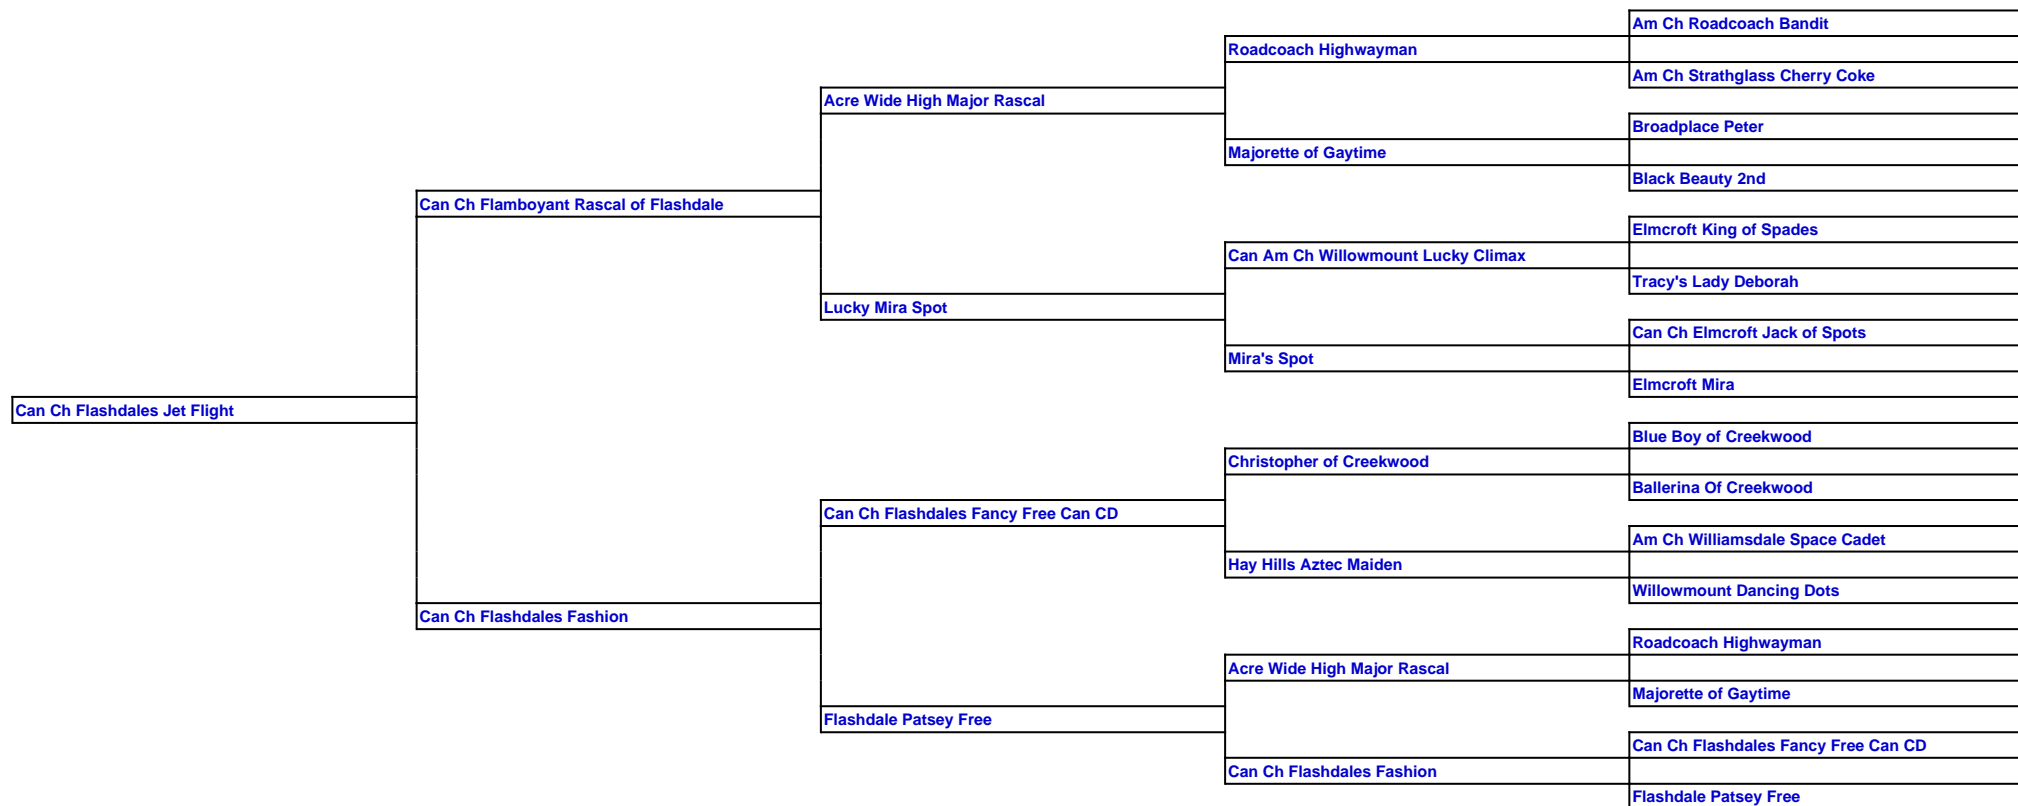 Am Ch Roadcoach Bandit
Roadcoach Highwayman
Am Ch Strathglass Cherry Coke
Acre Wide High Major Rascal
Broadplace Peter
Majorette of Gaytime
Black Beauty 2nd
Can Ch Flamboyant Rascal of Flashdale
Elmcroft King of Spades
Can Am Ch Willowmount Lucky Climax
Tracy's Lady Deborah
Lucky Mira Spot
Can Ch Elmcroft Jack of Spots
Mira's Spot
Elmcroft Mira
Can Ch Flashdales Jet Flight
Blue Boy of Creekwood
Christopher of Creekwood
Ballerina Of Creekwood
Can Ch Flashdales Fancy Free Can CD
Am Ch Williamsdale Space Cadet
Hay Hills Aztec Maiden
Willowmount Dancing Dots
Can Ch Flashdales Fashion
Roadcoach Highwayman
Acre Wide High Major Rascal
Majorette of Gaytime
Flashdale Patsey Free
Can Ch Flashdales Fancy Free Can CD
Can Ch Flashdales Fashion
Flashdale Patsey Free